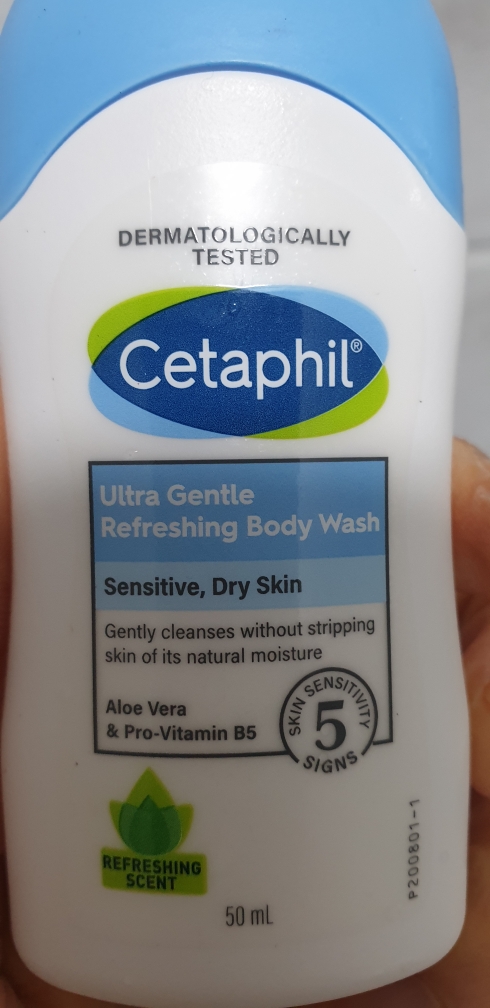 DERMATOLOGICALLY
TESTED
Cetaphil®
Ultra Gentle
Refreshing Body Wash
Sensitive, Dry Skin
Gently cleanses without stripping
skin of its natural moisture
Aloe Vera
& Pro-Vitamin B5
SKIN SENSITIVITY
5
SIGNS
REFRESHING
SCENT
50 mL
P200801-1